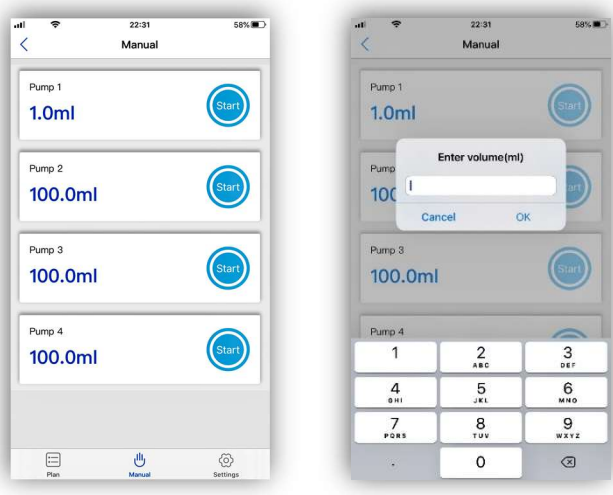 22:31
58%
Manual
Pump 1
1.0ml
Start
Pump 2
100.0ml
Start
Pump 3
100.0ml
Start
Pump 4
100.0ml
Start
Plan
Manual
Settings
22:31
58%
Manual
Pump 1
1.0ml
Start
Pump
100
art
Enter volume(ml)
Cancel
OK
Pump 3
100.0ml
Start
Pump 4
1
2
ABC
3
DEF
4
GHI
5
JKL
6
MNO
7
PQRS
8
TUV
9
WXYZ
.
0